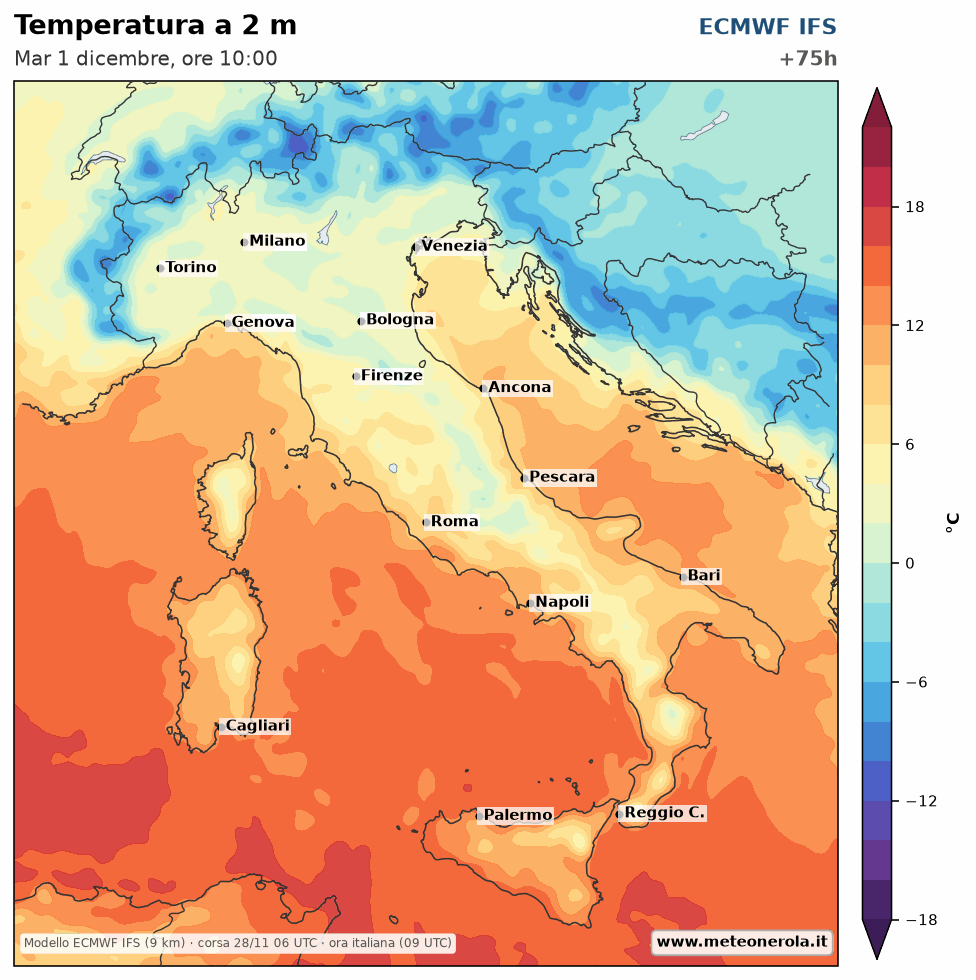 Temperatura a 2 m
ECMWF IFS
Mar 1 dicembre, ore 10:00
+75h
Milano
Venezia
Torino
Genova
Bologna
Firenze
Ancona
Pescara
Roma
Bari
Napoli
Cagliari
Palermo
Reggio C.
18
12
6
0
−6
−12
−18
°C
Modello ECMWF IFS (9 km) · corsa 28/11 06 UTC · ora italiana (09 UTC)
www.meteonerola.it